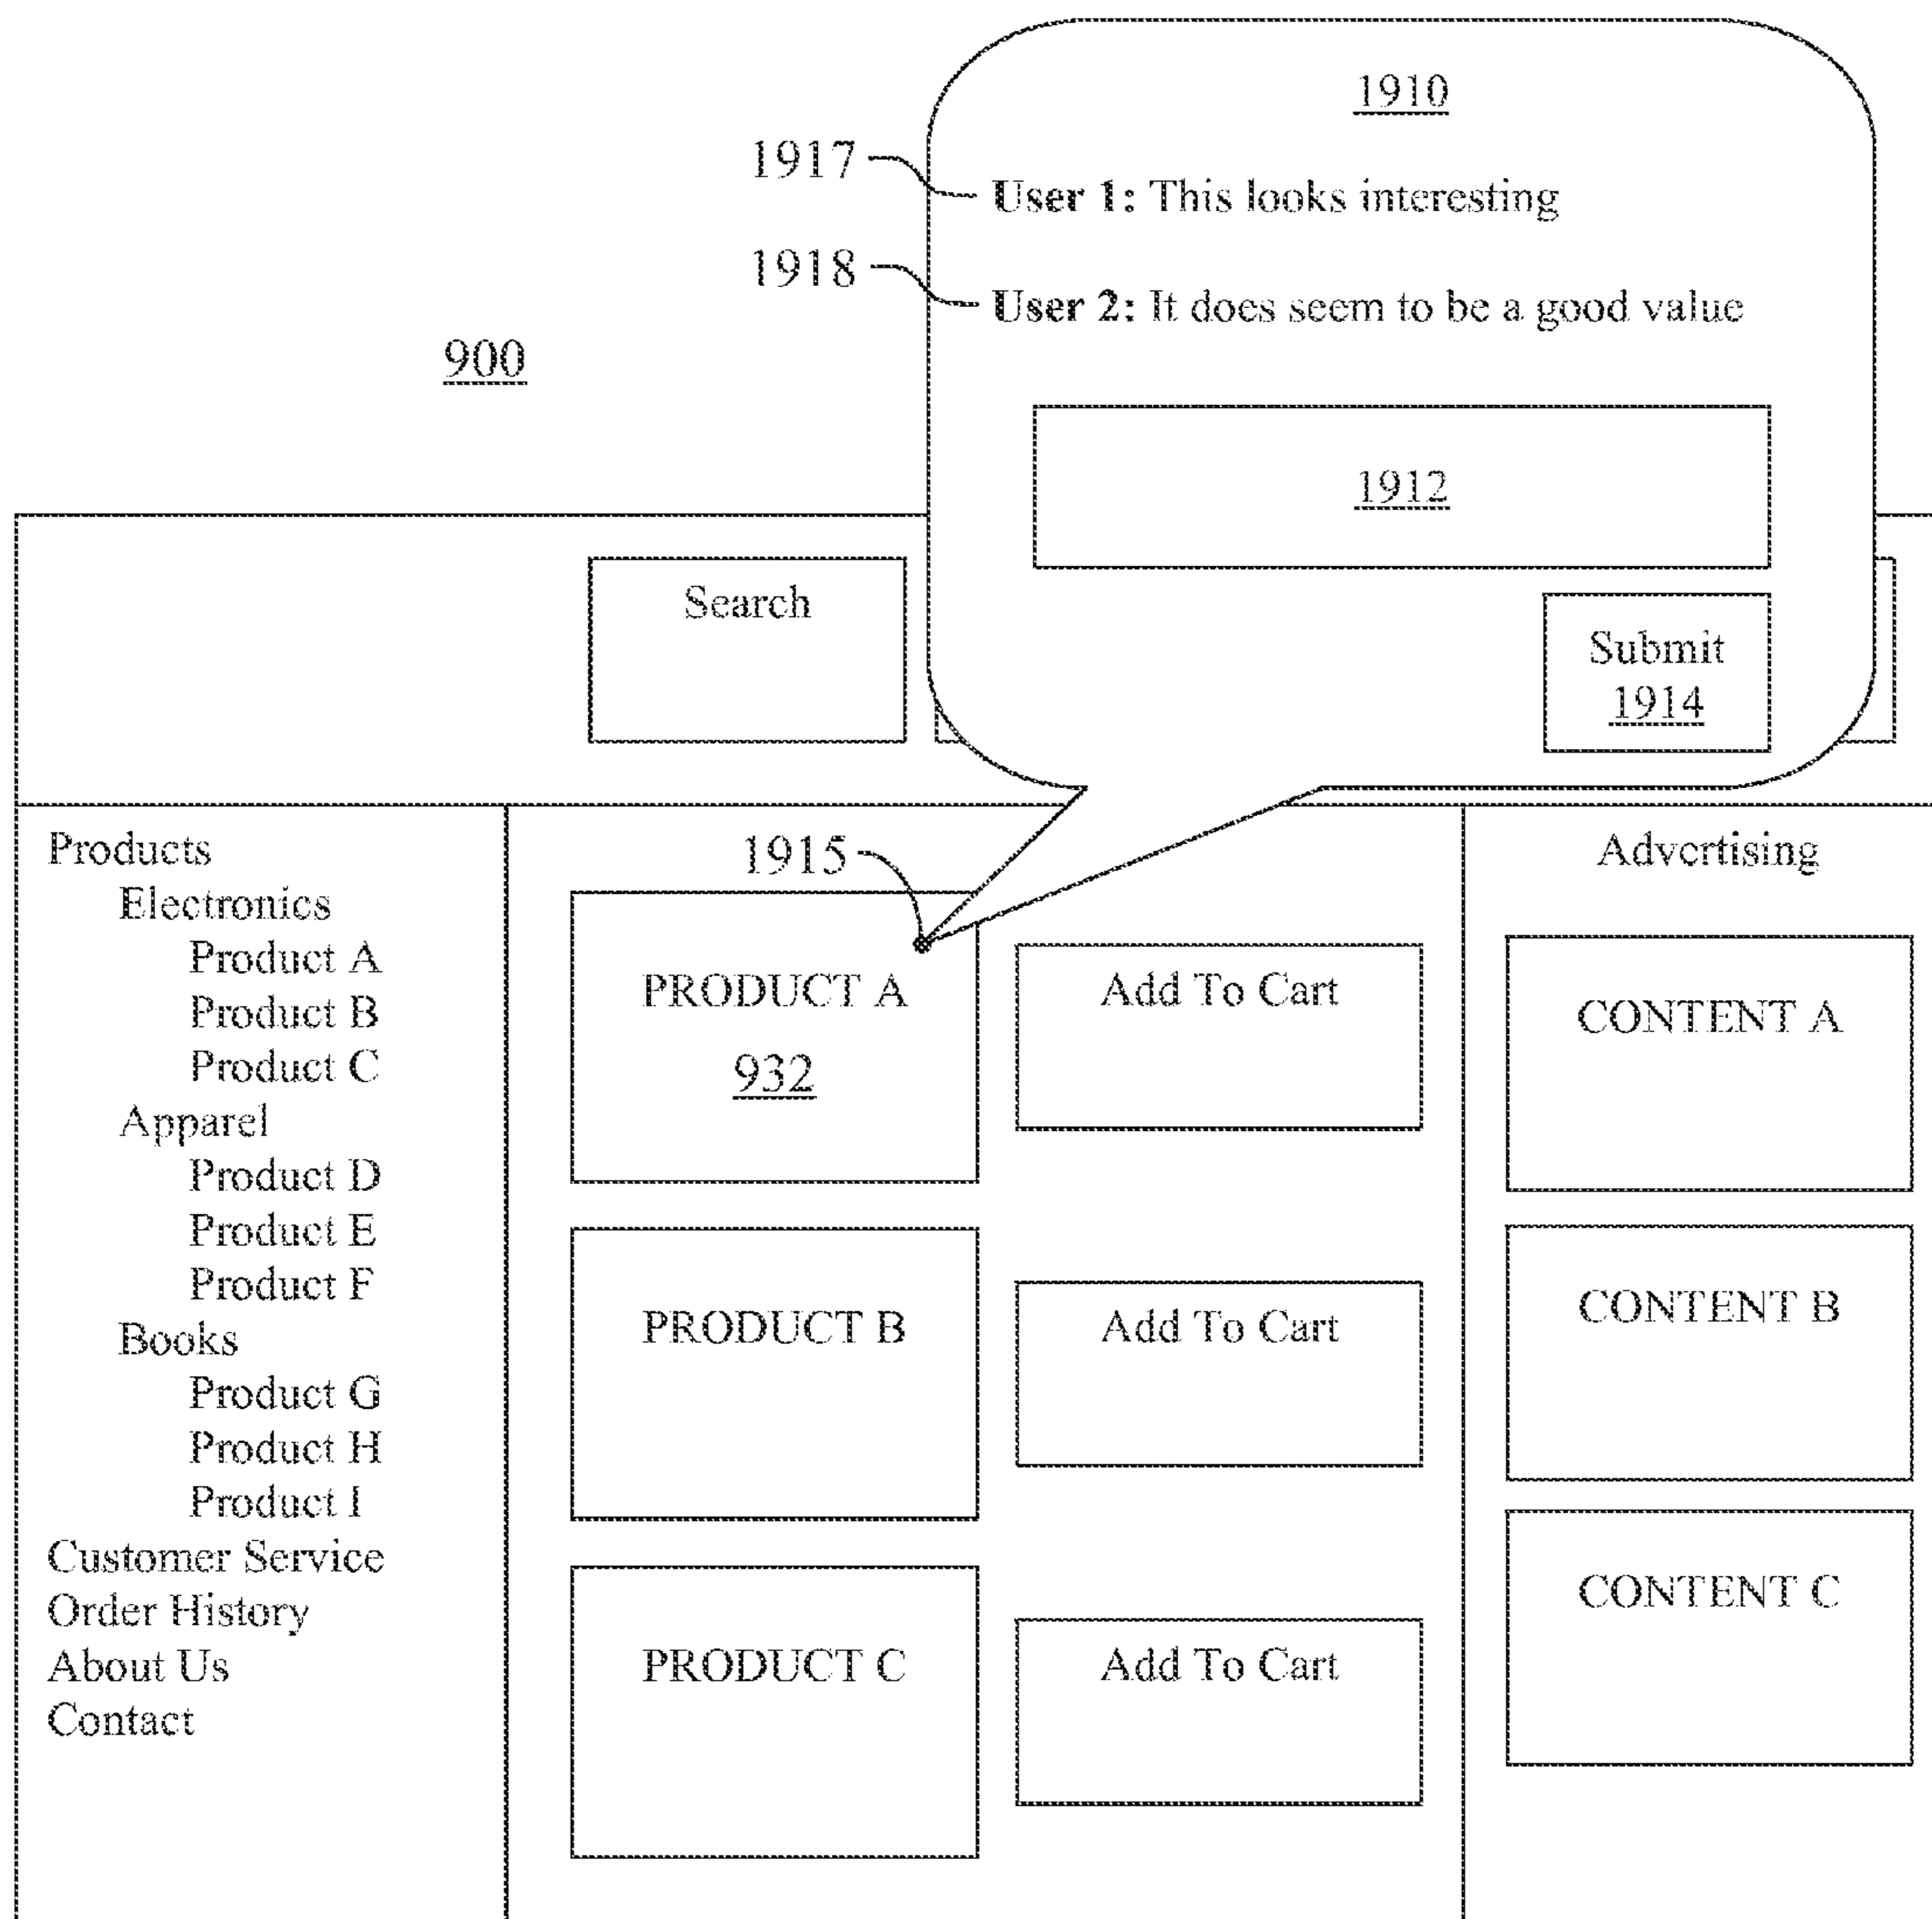 1910
1917
User 1: This looks interesting
1918
User 2: It does seem to be a good value
900
1912
Search
Submit
1914
Products
Electronics
Product A
Product B
Product C
Apparel
Product D
Product E
Product F
Books
Product G
Product H
Product I
Customer Service
Order History
About Us
Contact
1915
PRODUCT A
932
Add To Cart
PRODUCT B
Add To Cart
PRODUCT C
Add To Cart
Advertising
CONTENT A
CONTENT B
CONTENT C